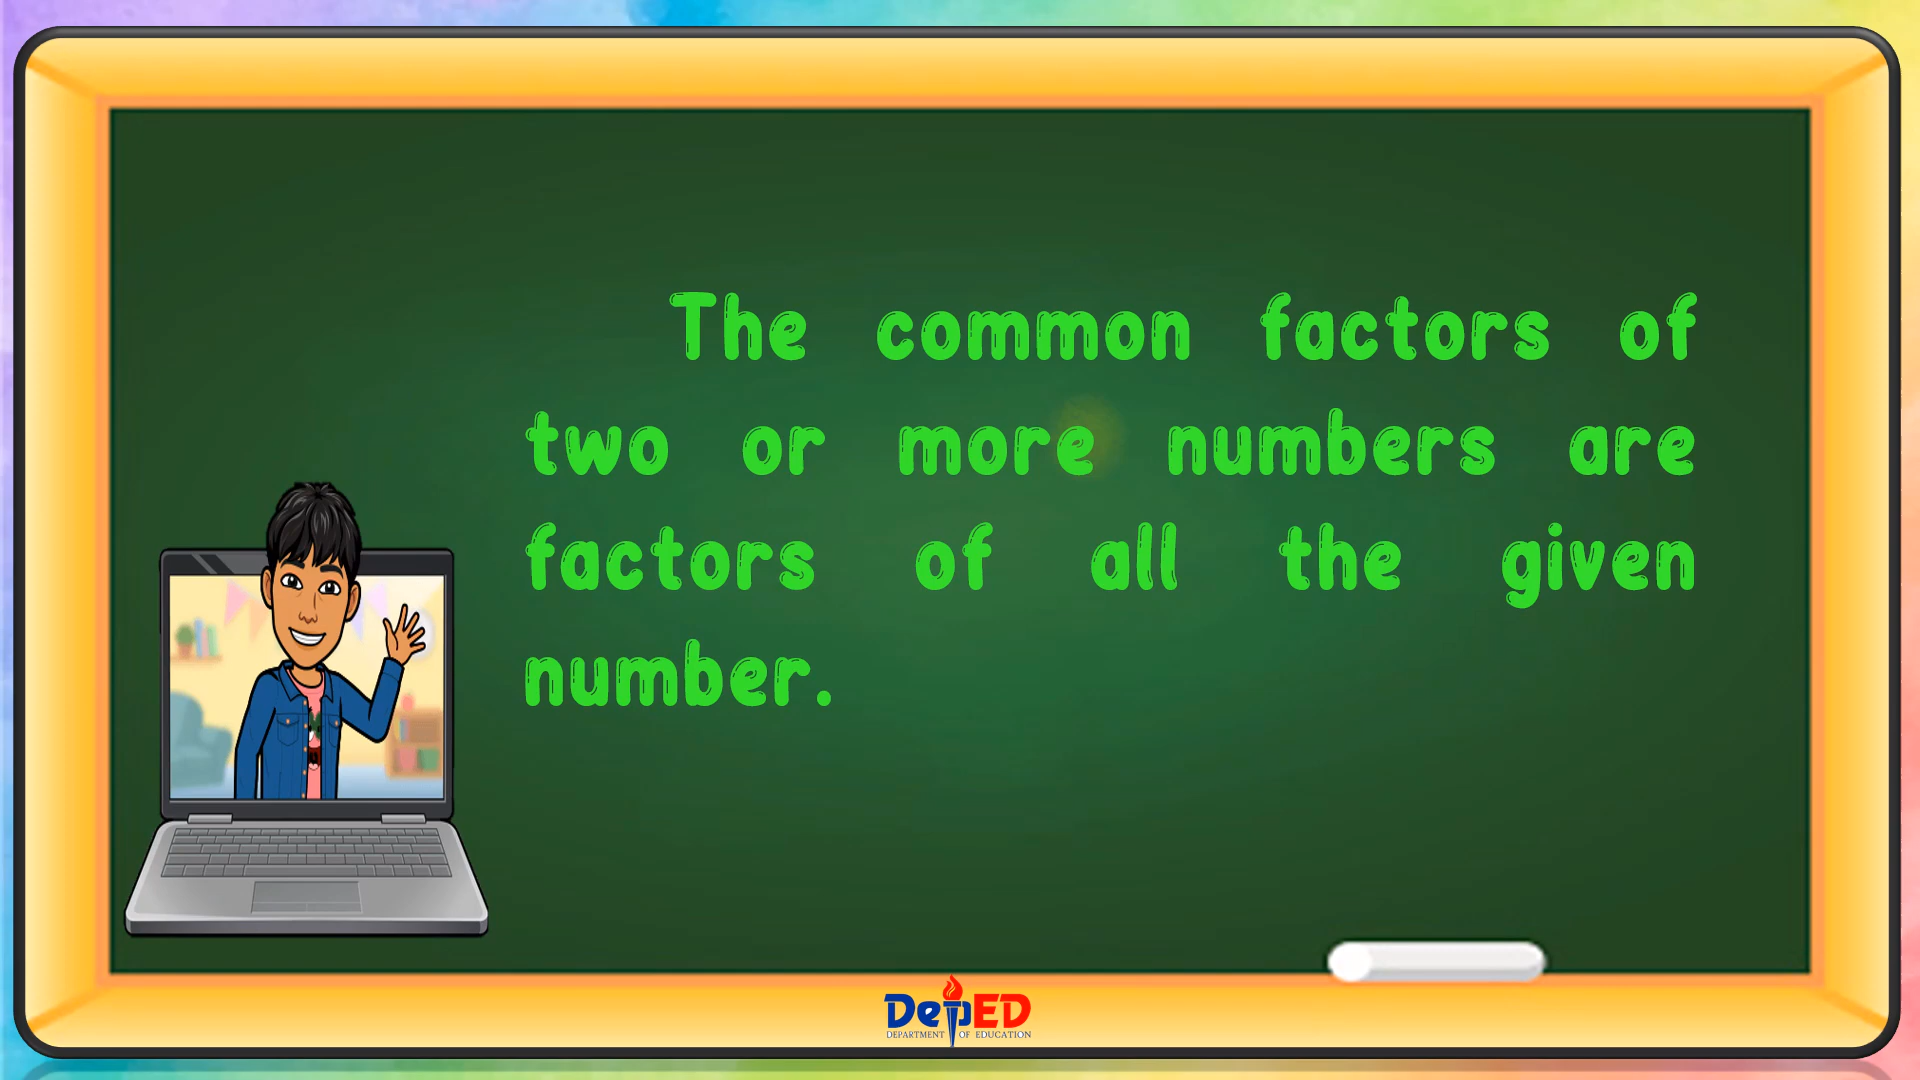 The common factors of
two or more numbers are
factors of all the given
number.
DepED
DEPARTMENT OF EDUCATION